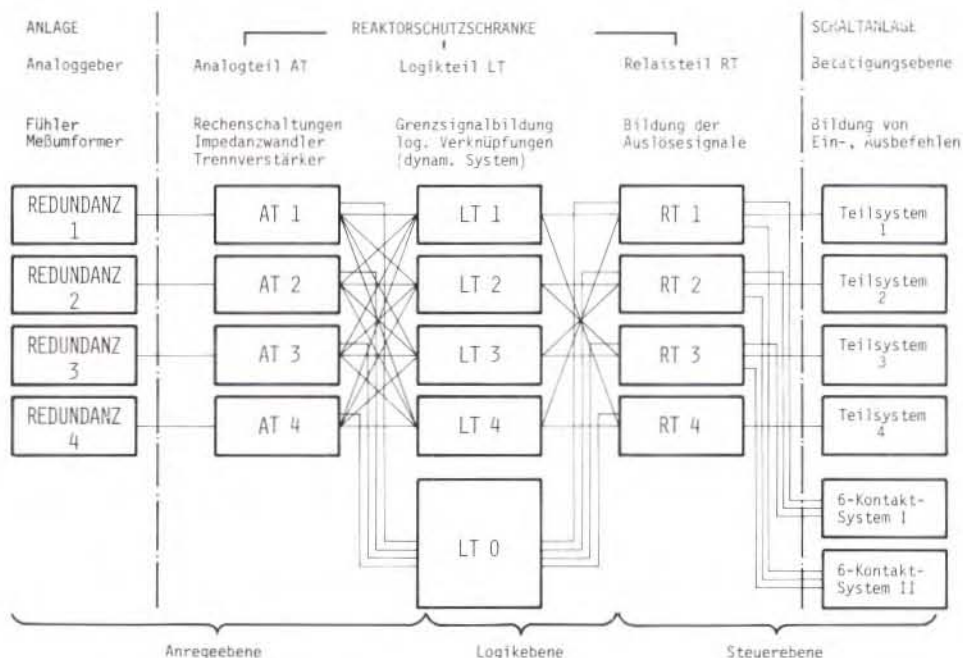 ANLAGE
REAKTORSCHUTZSCHRÄNKE
SCHALTANLAGE
Analoggeber
Analogteil AT
Logikteil LT
Relaisteil RT
Betätigungsebene
Fühler
Meßumformer
Rechenschaltungen
Impedanzwandler
Trennverstärker
Grenzsignalbildung
log. Verknüpfungen
(dynam. System)
Bildung der
Auslösesignale
Bildung von
Ein-, Ausbefehlen
REDUNDANZ
1
AT 1
LT 1
RT 1
Teilsystem
1
REDUNDANZ
2
AT 2
LT 2
RT 2
Teilsystem
2
REDUNDANZ
3
AT 3
LT 3
RT 3
Teilsystem
3
REDUNDANZ
4
AT 4
LT 4
RT 4
Teilsystem
4
LT 0
6-Kontakt-
System I
6-Kontakt-
System II
Anregeebene
Logikebene
Steuerebene